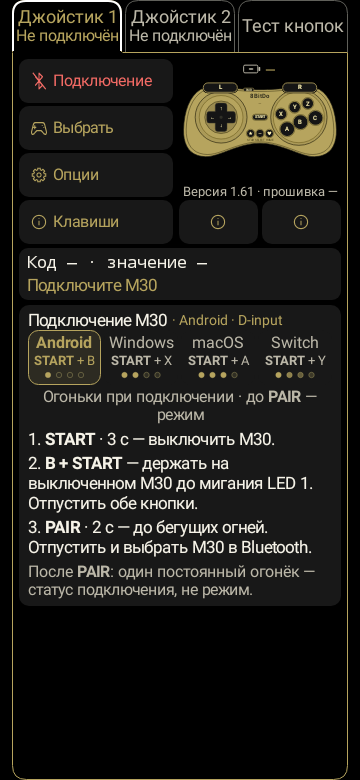 Джойстик 1
Не подключён
Джойстик 2
Не подключён
Тест кнопок
Подключение
Выбрать
Опции
Клавиши
L
R
8BitDo
START
X
Y
Z
A
B
C
—
Версия 1.61 · прошивка —
Код — · значение —
Подключите M30
Подключение M30 · Android · D-input
Android
START + B
Windows
START + X
macOS
START + A
Switch
START + Y
Огоньки при подключении · до PAIR —
режим
1. START · 3 с — выключить M30.
2. B + START — держать на
выключенном M30 до мигания LED 1.
Отпустить обе кнопки.
3. PAIR · 2 с — до бегущих огней.
Отпустить и выбрать M30 в Bluetooth.
После PAIR: один постоянный огонёк —
статус подключения, не режим.